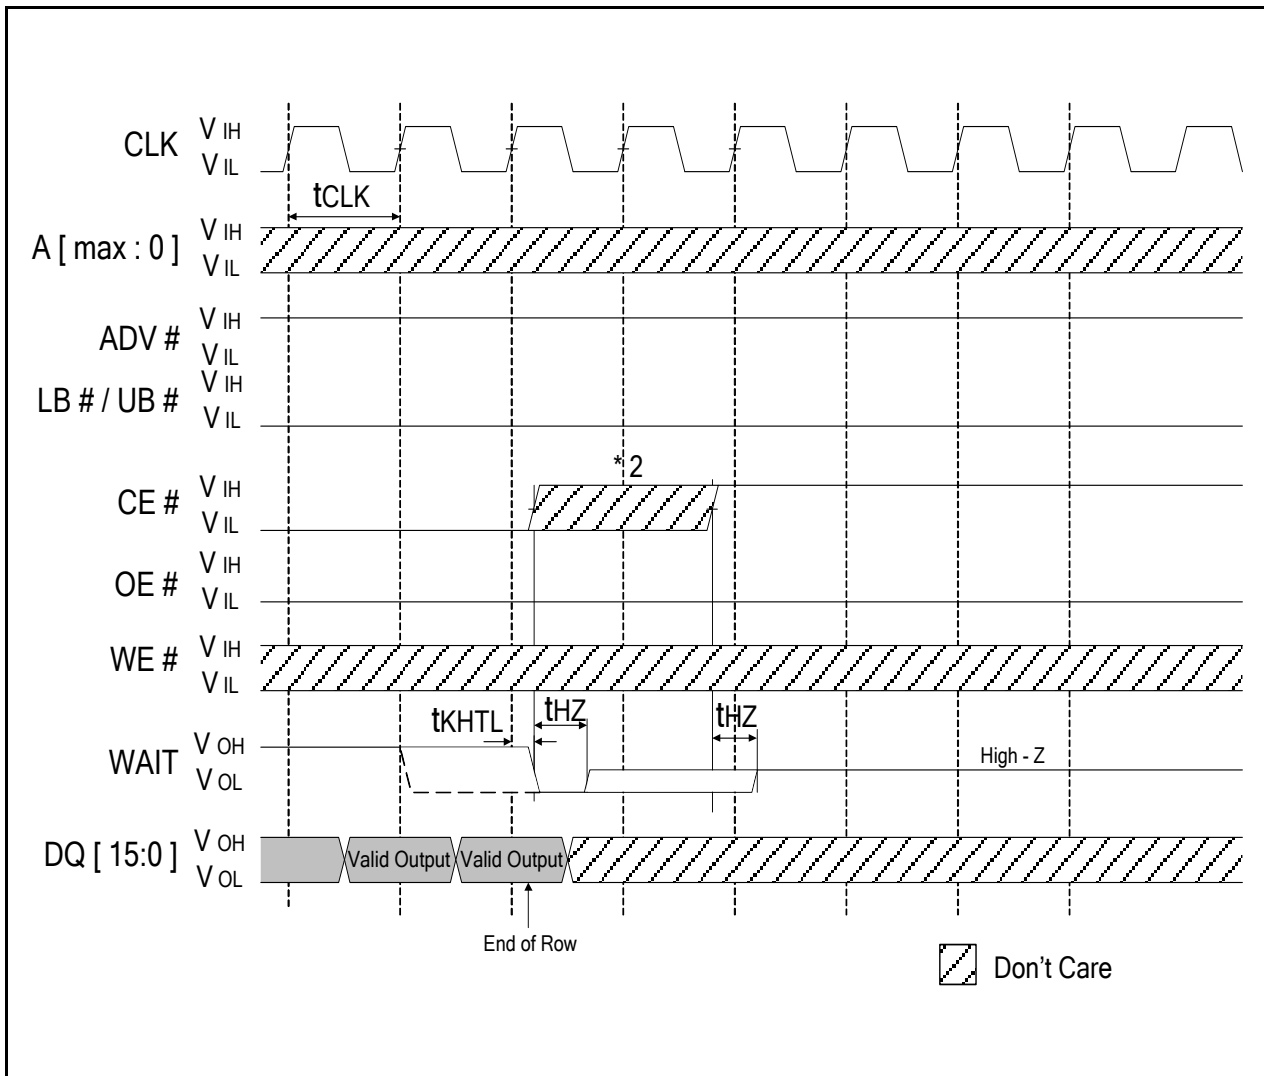 CLK V IH
V IL
tCLK
A [ max : 0 ] V IH
V IL
ADV # V IH
V IL
LB # / UB # V IH
V IL
* 2
CE # V IH
V IL
OE # V IH
V IL
WE # V IH
V IL
tKHTL tHZ tHZ
WAIT V OH
V OL
High - Z
DQ [ 15:0 ] V OH
V OL
Valid Output Valid Output
End of Row
Don't Care